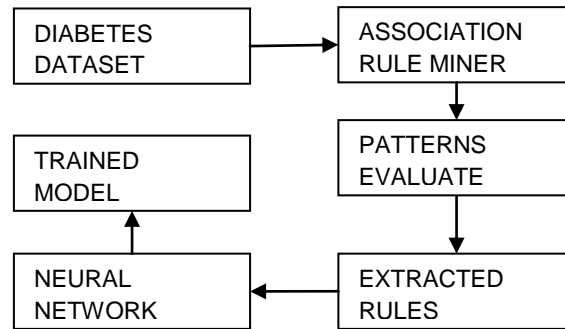 DIABETES
DATASET
ASSOCIATION
RULE MINER
PATTERNS
EVALUATE
EXTRACTED
RULES
NEURAL
NETWORK
TRAINED
MODEL